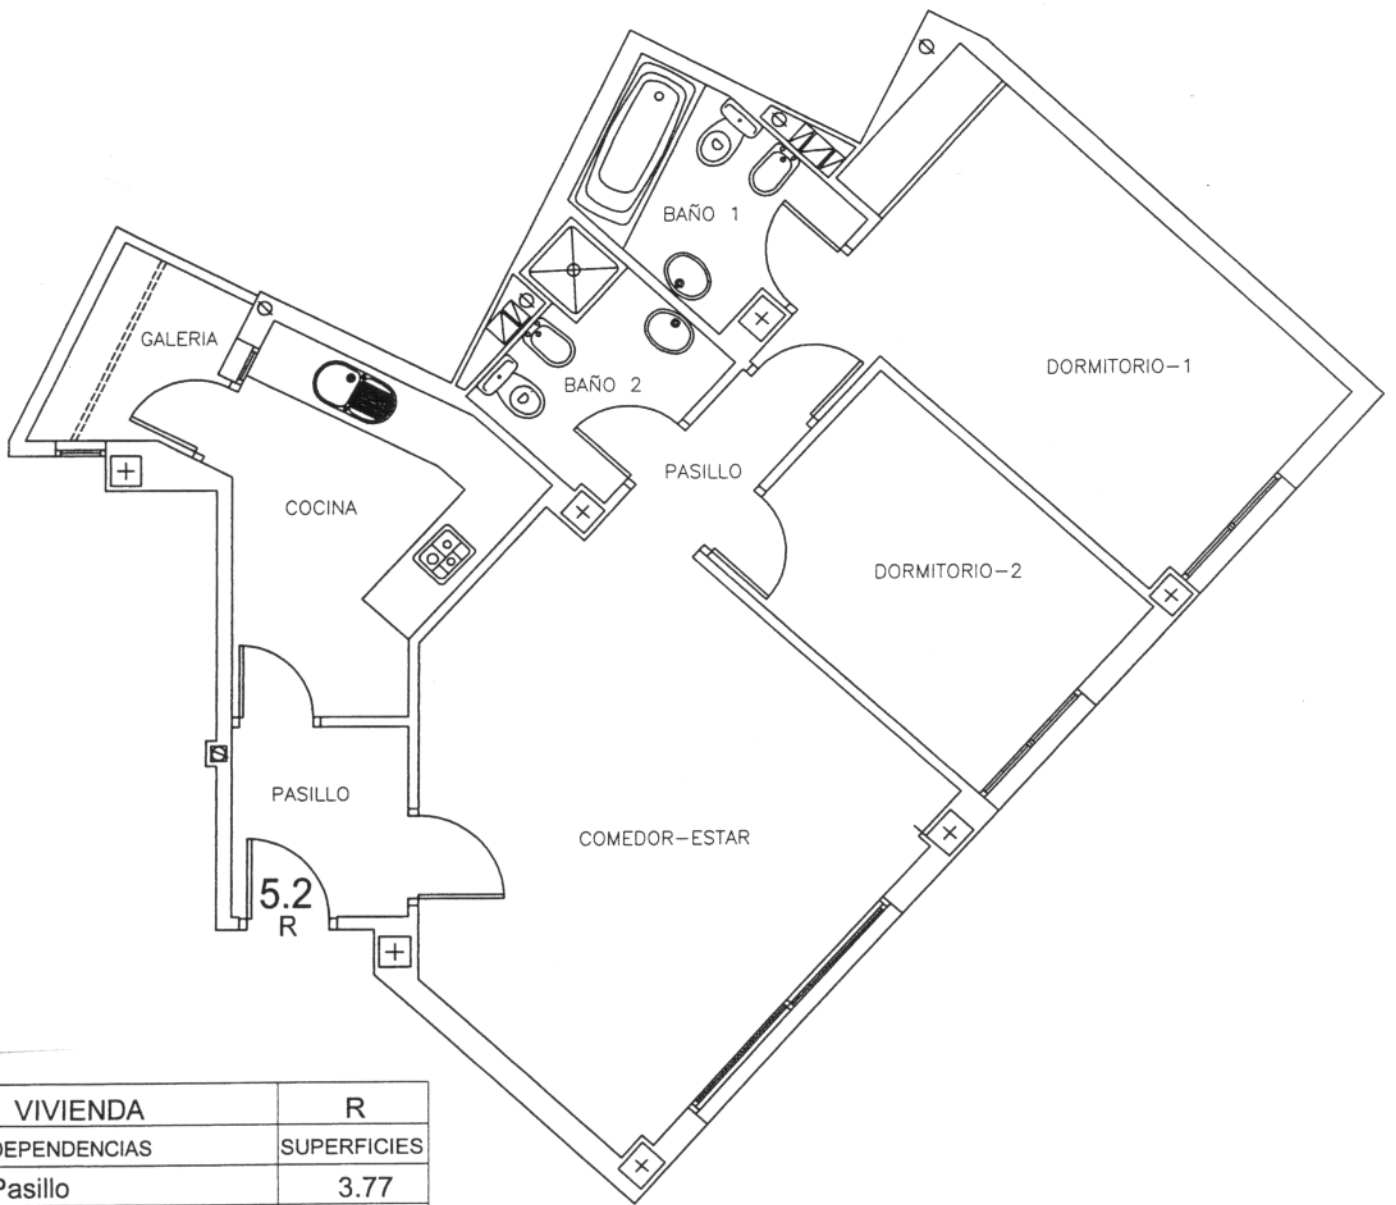 BAÑO 1
GALERIA
DORMITORIO-1
BAÑO 2
PASILLO
COCINA
DORMITORIO-2
PASILLO
COMEDOR-ESTAR
5.2
R
VIVIENDA R
DEPENDENCIAS SUPERFICIES
Pasillo 3.77